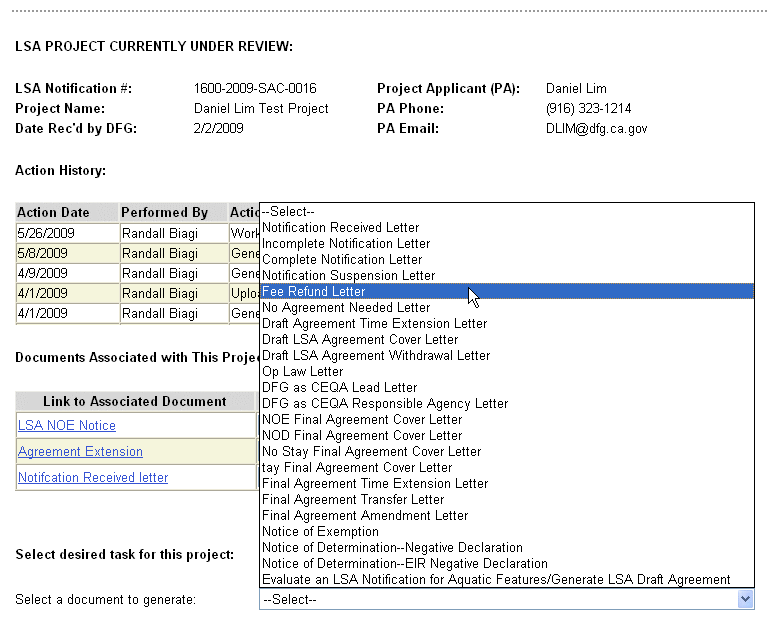 LSA PROJECT CURRENTLY UNDER REVIEW:
LSA Notification #: 1600-2009-SAC-0016 Project Applicant (PA): Daniel Lim
Project Name: Daniel Lim Test Project PA Phone: (916) 323-1214
Date Rec'd by DFG: 2/2/2009 PA Email: DLIM@dfg.ca.gov
Action History:
Action Date Performed By Actio
5/26/2009 Randall Biagi Work
5/8/2009 Randall Biagi Gene
4/9/2009 Randall Biagi Gene
4/1/2009 Randall Biagi Uplo
4/1/2009 Randall Biagi Gene
Documents Associated with This Projec
Link to Associated Document
LSA NOE Notice
Agreement Extension
Notifcation Received letter
--Select--
Notification Received Letter
Incomplete Notification Letter
Complete Notification Letter
Notification Suspension Letter
Fee Refund Letter
No Agreement Needed Letter
Draft Agreement Time Extension Letter
Draft LSA Agreement Cover Letter
Draft LSA Agreement Withdrawal Letter
Op Law Letter
DFG as CEQA Lead Letter
DFG as CEQA Responsible Agency Letter
NOE Final Agreement Cover Letter
NOD Final Agreement Cover Letter
No Stay Final Agreement Cover Letter
tay Final Agreement Cover Letter
Final Agreement Time Extension Letter
Final Agreement Transfer Letter
Final Agreement Amendment Letter
Notice of Exemption
Notice of Determination--Negative Declaration
Notice of Determination--EIR Negative Declaration
Evaluate an LSA Notification for Aquatic Features/Generate LSA Draft Agreement
Select desired task for this project:
Select a document to generate: --Select--